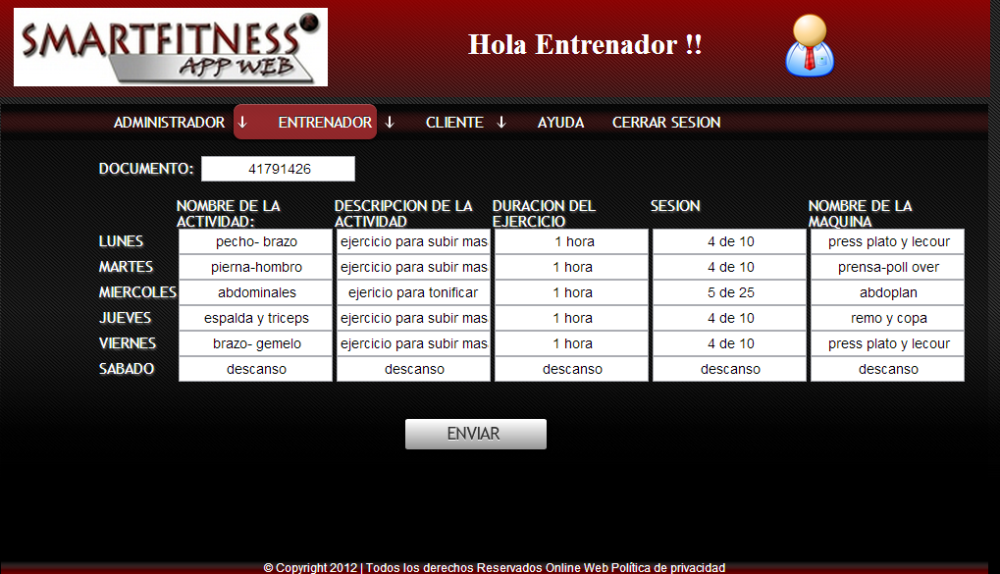 SMARTFITNESS
APP WEB
Hola Entrenador !!
ADMINISTRADOR ↓ ENTRENADOR ↓ CLIENTE ↓ AYUDA CERRAR SESION
DOCUMENTO: 41791426
NOMBRE DE LA ACTIVIDAD: DESCRIPCION DE LA ACTIVIDAD DURACION DEL EJERCICIO SESION NOMBRE DE LA MAQUINA
LUNES pecho- brazo ejercicio para subir mas 1 hora 4 de 10 press plato y lecour
MARTES pierna-hombro ejercicio para subir mas 1 hora 4 de 10 prensa-poll over
MIERCOLES abdominales ejericio para tonificar 1 hora 5 de 25 abdoplan
JUEVES espalda y triceps ejercicio para subir mas 1 hora 4 de 10 remo y copa
VIERNES brazo- gemelo ejercicio para subir mas 1 hora 4 de 10 press plato y lecour
SABADO descanso descanso descanso descanso descanso
ENVIAR
© Copyright 2012 | Todos los derechos Reservados Online Web Política de privacidad